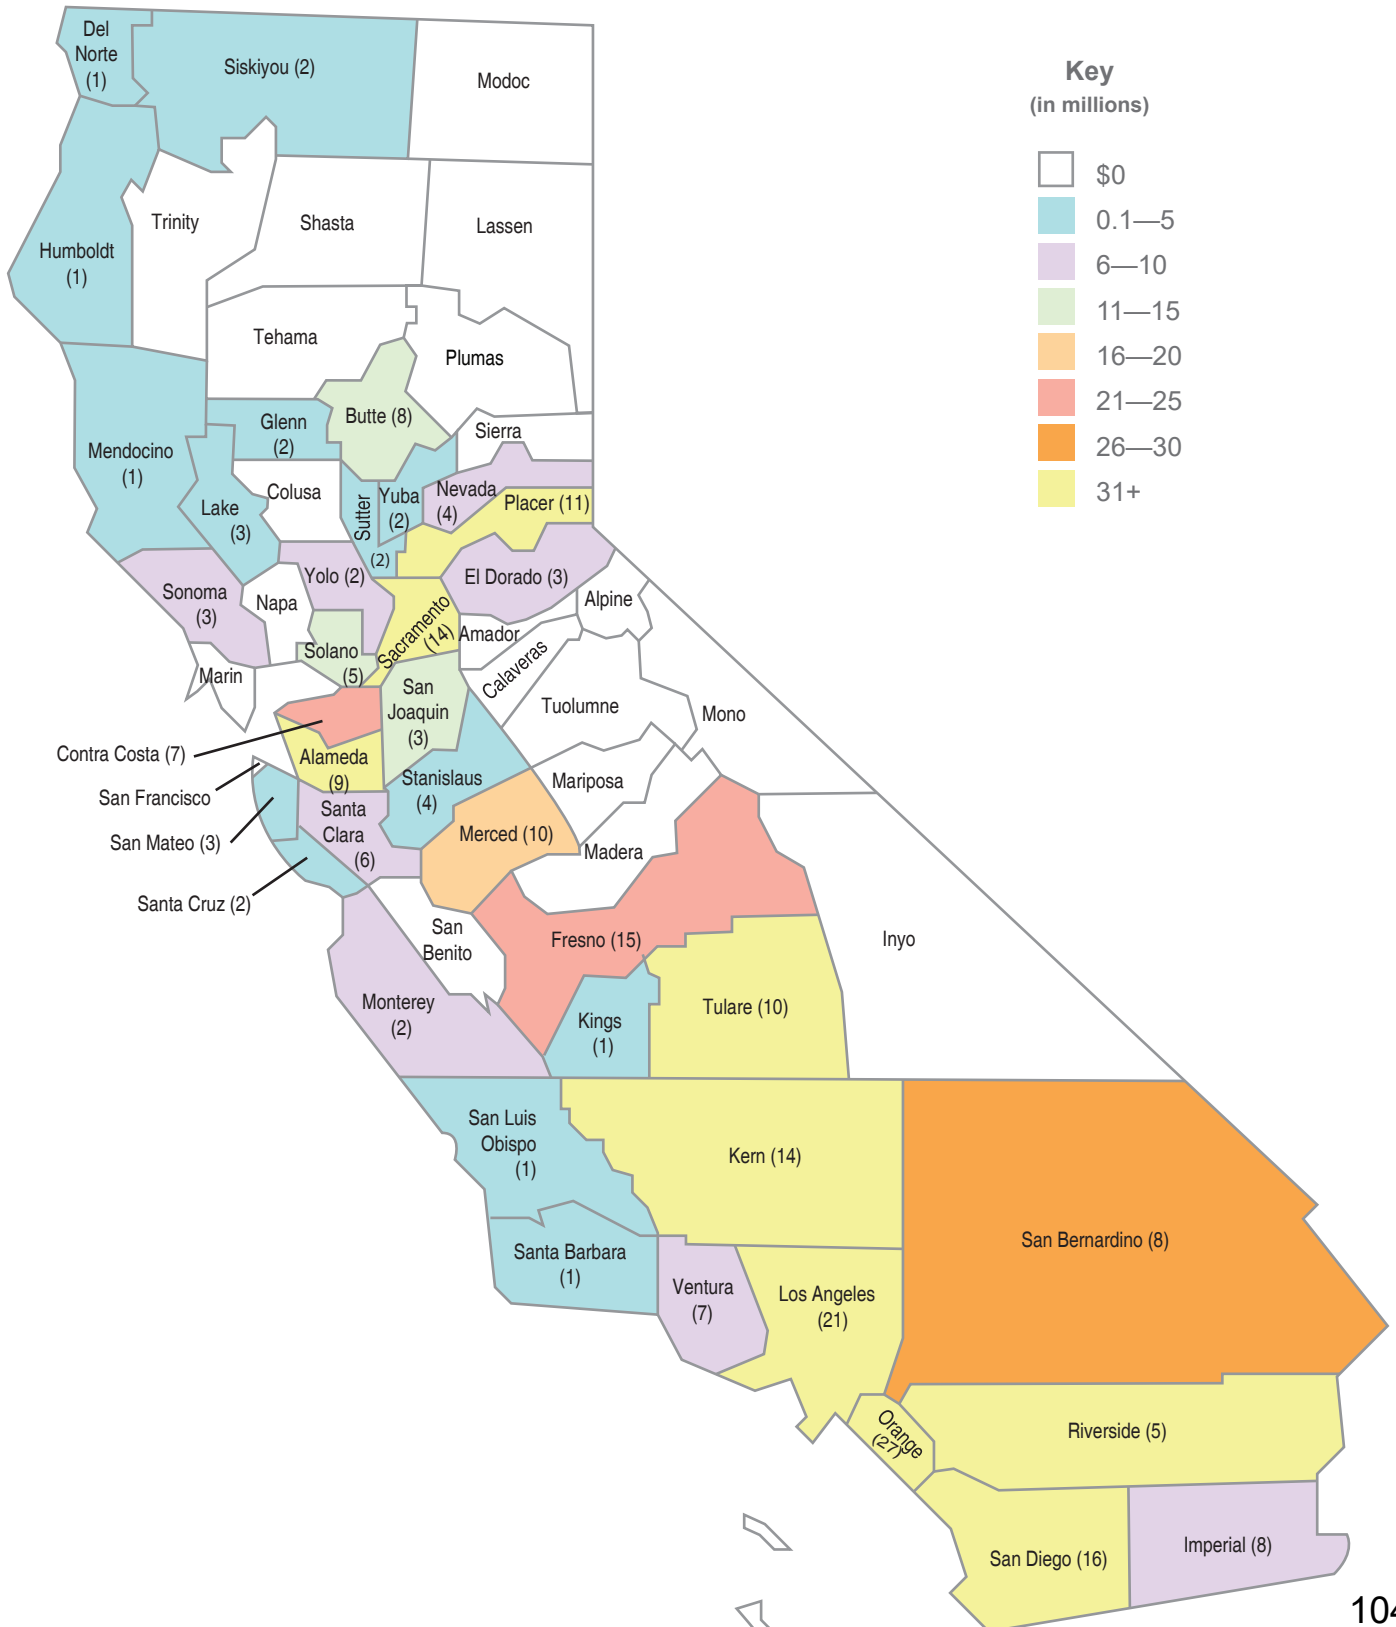 Del
Norte
(1)
Siskiyou (2)
Modoc
Key
(in millions)
$0
0.1—5
6—10
11—15
16—20
21—25
26—30
31+
Humboldt
(1)
Trinity
Shasta
Lassen
Tehama
Plumas
Mendocino
(1)
Glenn
(2)
Butte (8)
Sierra
Lake
(3)
Colusa
Sutter
(2)
Yuba
(2)
Nevada
(4)
Placer (11)
Sonoma
(3)
Napa
Yolo (2)
El Dorado (3)
Alpine
Marin
Solano
(5)
Sacramento
(14)
Amador
Calaveras
San
Joaquin
(3)
Tuolumne
Mono
Contra Costa (7)
Alameda
(9)
Stanislaus
(4)
Mariposa
San Francisco
San Mateo (3)
Santa Cruz (2)
Santa
Clara
(6)
Merced (10)
Madera
San
Benito
Fresno (15)
Inyo
Monterey
(2)
Kings
(1)
Tulare (10)
San Luis
Obispo
(1)
Kern (14)
Santa Barbara
(1)
Ventura
(7)
Los Angeles
(21)
San Bernardino (8)
Orange
(27)
Riverside (5)
San Diego (16)
Imperial (8)
104